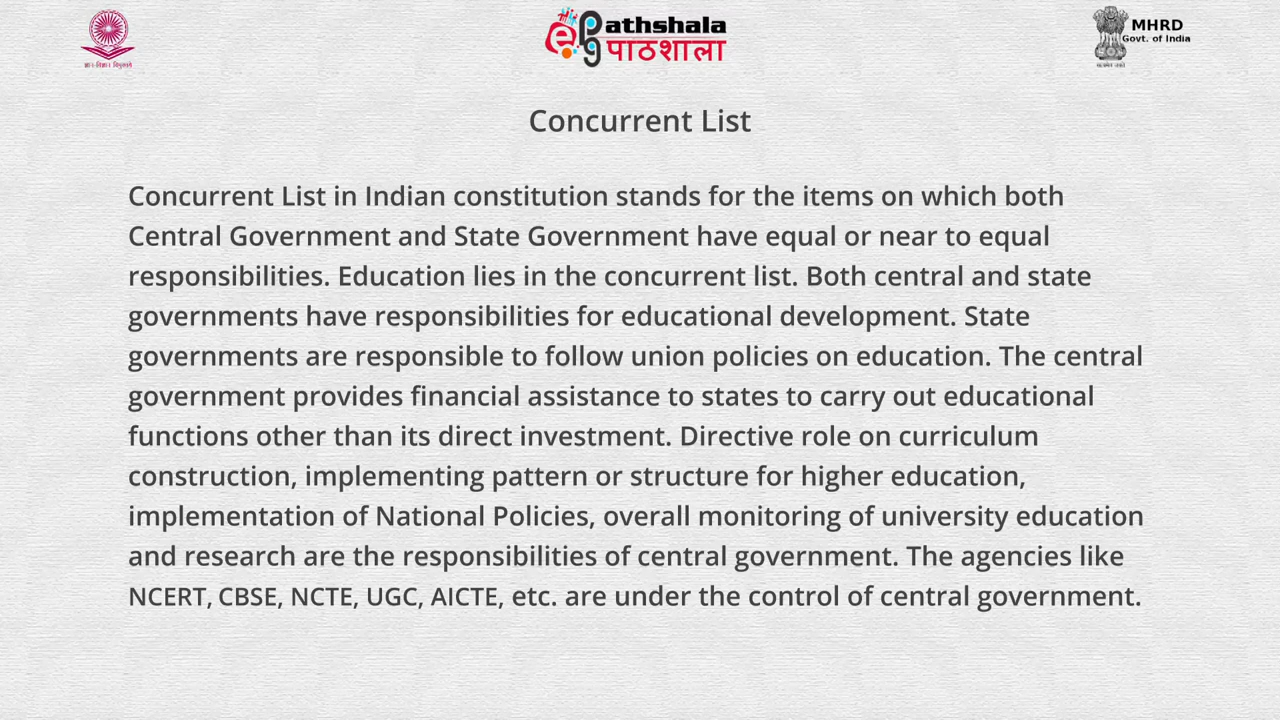 ज्ञान-विज्ञान विमुक्तये
ePathshala
पाठशाला
MHRD
Govt. of India
सत्यमेव जयते
Concurrent List
Concurrent List in Indian constitution stands for the items on which both
Central Government and State Government have equal or near to equal
responsibilities. Education lies in the concurrent list. Both central and state
governments have responsibilities for educational development. State
governments are responsible to follow union policies on education. The central
government provides financial assistance to states to carry out educational
functions other than its direct investment. Directive role on curriculum
construction, implementing pattern or structure for higher education,
implementation of National Policies, overall monitoring of university education
and research are the responsibilities of central government. The agencies like
NCERT, CBSE, NCTE, UGC, AICTE, etc. are under the control of central government.